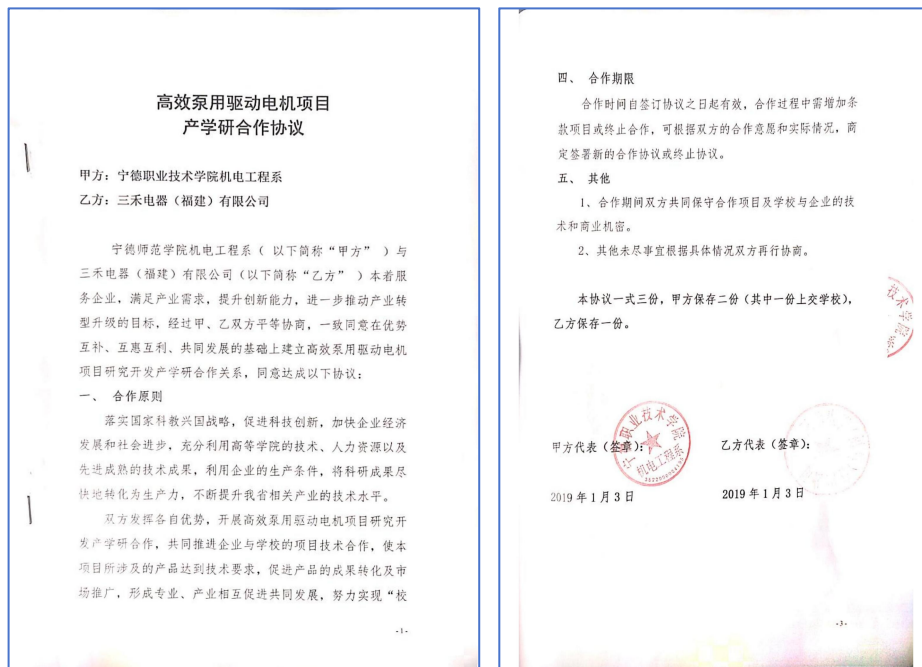 高效泵用驱动电机项目
产学研合作协议
甲方：宁德职业技术学院机电工程系
乙方：三禾电器（福建）有限公司
宁德师范学院机电工程系（ 以下简称“甲方” ）与
三禾电器（福建）有限公司（以下简称“乙方” ）本着服
务企业，满足产业需求，提升创新能力，进一步推动产业转
型升级的目标，经过甲、乙双方平等协商，一致同意在优势
互补、互惠互利、共同发展的基础上建立高效泵用驱动电机
项目研究开发产学研合作关系，同意达成以下协议：
一、 合作原则
落实国家科教兴国战略，促进科技创新，加快企业经济
发展和社会进步，充分利用高等学院的技术、人力资源以及
先进成熟的技术成果，利用企业的生产条件，将科研成果尽
快地转化为生产力，不断提升我省相关产业的技术水平。
双方发挥各自优势，开展高效泵用驱动电机项目研究开
发产学研合作，共同推进企业与学校的项目技术合作，使本
项目所涉及的产品达到技术要求，促进产品的成果转化及市
场推广，形成专业、产业相互促进共同发展，努力实现“校
-1-
四、 合作期限
合作时间自签订协议之日起有效，合作过程中需增加条
款项目或终止合作，可根据双方的合作意愿和实际情况，商
定签署新的合作协议或终止协议。
五、 其他
1、合作期间双方共同保守合作项目及学校与企业的技
术和商业机密。
2、其他未尽事宜根据具体情况双方再行协商。
本协议一式三份，甲方保存二份（其中一份上交学校），
乙方保存一份。
技术学院
甲方代表（签章）：
宁德职业技术学院
机电工程系
乙方代表（签章）：
2019 年 1 月 3 日
2019 年 1 月 3 日
-3-